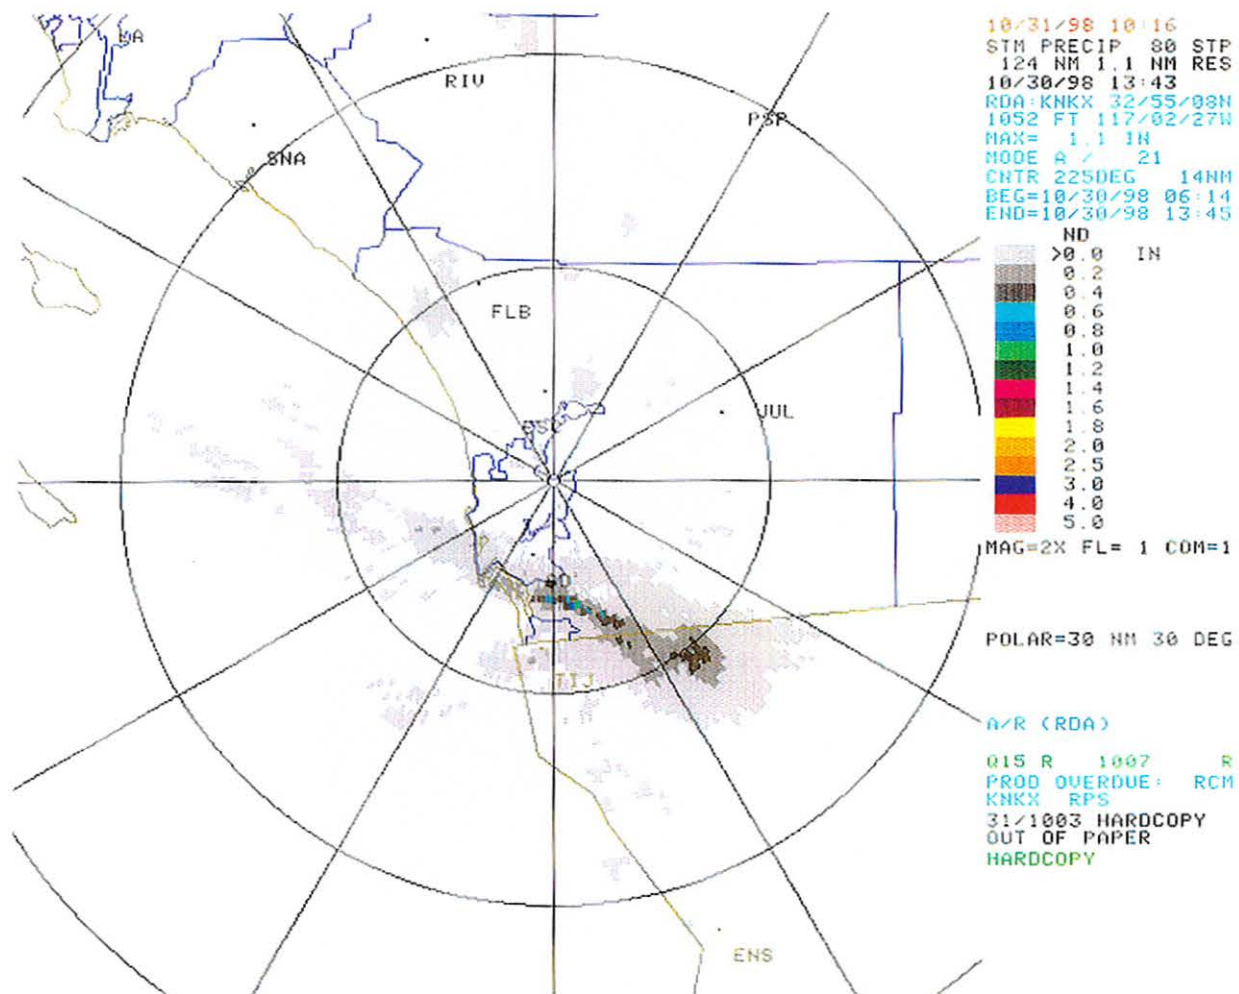 10/31/98 10:16
STM PRECIP 80 STP
124 NM 1.1 NM RES
10/30/98 13:43
RDA:KNKX 32/55/08N
1052 FT 117/02/27W
MAX= 1.1 IN
MODE A / 21
CNTR 225DEG 14NM
BEG=10/30/98 06:14
END=10/30/98 13:45
ND
>0.0 IN
0.2
0.4
0.6
0.8
1.0
1.2
1.4
1.6
1.8
2.0
2.5
3.0
4.0
5.0
MAG=2X FL= 1 COM=1
POLAR=30 NM 30 DEG
A/R (RDA)
Q15 R 1007 R
PROD OVERDUE: RCM
KNKX RPS
31/1003 HARDCOPY
OUT OF PAPER
HARDCOPY
RIV
PSP
SNA
FLB
JUL
TIJ
ENS